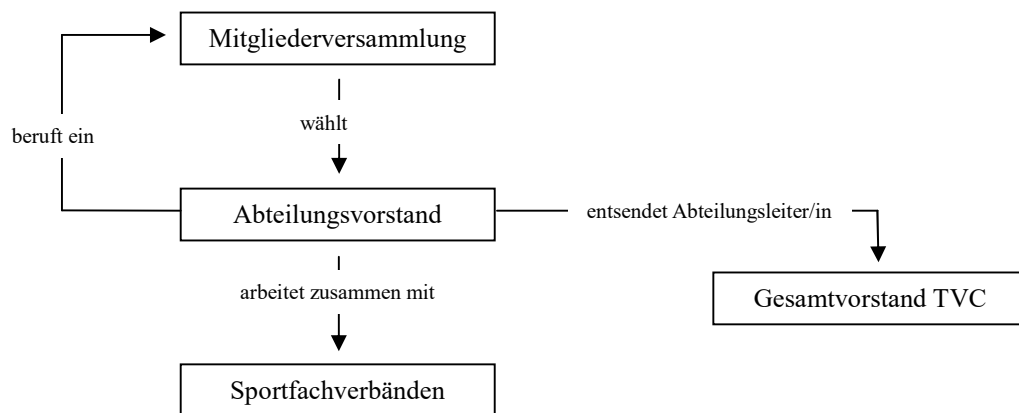 Mitgliederversammlung
wählt
beruft ein
Abteilungsvorstand
entsendet Abteilungsleiter/in
arbeitet zusammen mit
Gesamtvorstand TVC
Sportfachverbänden